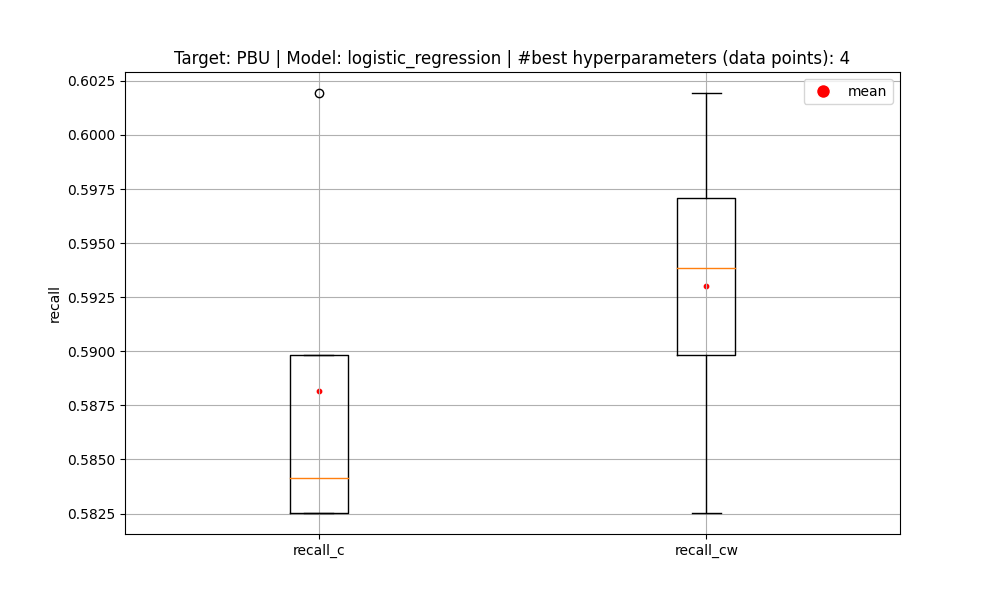 Target: PBU | Model: logistic_regression | #best hyperparameters (data points): 4
mean
recall
0.6025
0.6000
0.5975
0.5950
0.5925
0.5900
0.5875
0.5850
0.5825
recall_c
recall_cw